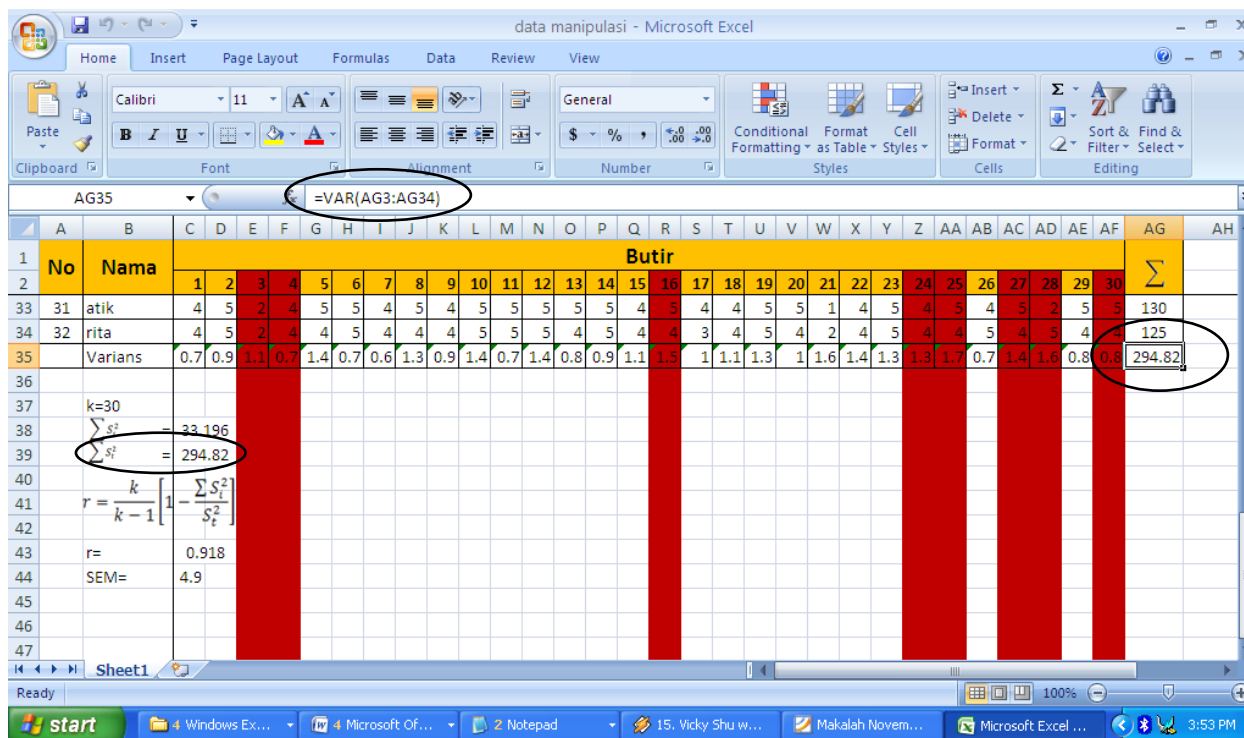 data manipulasi - Microsoft Excel
Home Insert Page Layout Formulas Data Review View
Calibri 11 General
Paste
Conditional Formatting
Format as Table
Cell Styles
Insert
Delete
Format
Sort & Filter
Find & Select
Clipboard Font Alignment Number Styles Cells Editing
AG35 =VAR(AG3:AG34)
A B C D E F G H I J K L M N O P Q R S T U V W X Y Z AA AB AC AD AE AF AG AH
1 No Nama Butir ∑
2 1 2 3 4 5 6 7 8 9 10 11 12 13 14 15 16 17 18 19 20 21 22 23 24 25 26 27 28 29 30
33 31 atik 4 5 2 4 5 5 4 5 4 5 5 5 5 5 4 5 4 4 5 5 1 4 5 4 5 4 5 2 5 5 130
34 32 rita 4 5 2 4 4 5 4 4 4 5 5 5 4 5 4 4 3 4 5 4 2 4 5 4 4 5 4 5 4 4 125
35 Varians 0.7 0.9 1.1 0.7 1.4 0.7 0.6 1.3 0.9 1.4 0.7 1.4 0.8 0.9 1.1 1.5 1 1.1 1.3 1 1.6 1.4 1.3 1.3 1.7 0.7 1.4 1.6 0.8 0.8 294.82
36
37 k=30
38 ∑ S_i^2 = 33.196
39 ∑ S_t^2 = 294.82
40
41 r = k / (k − 1) [1 − ∑ S_i^2 / S_t^2]
42
43 r= 0.918
44 SEM= 4.9
45
46
47
Sheet1
Ready 100%
start 4 Windows Ex... 4 Microsoft Of... 2 Notepad 15. Vicky Shu w... Makalah Novem... Microsoft Excel ... 3:53 PM